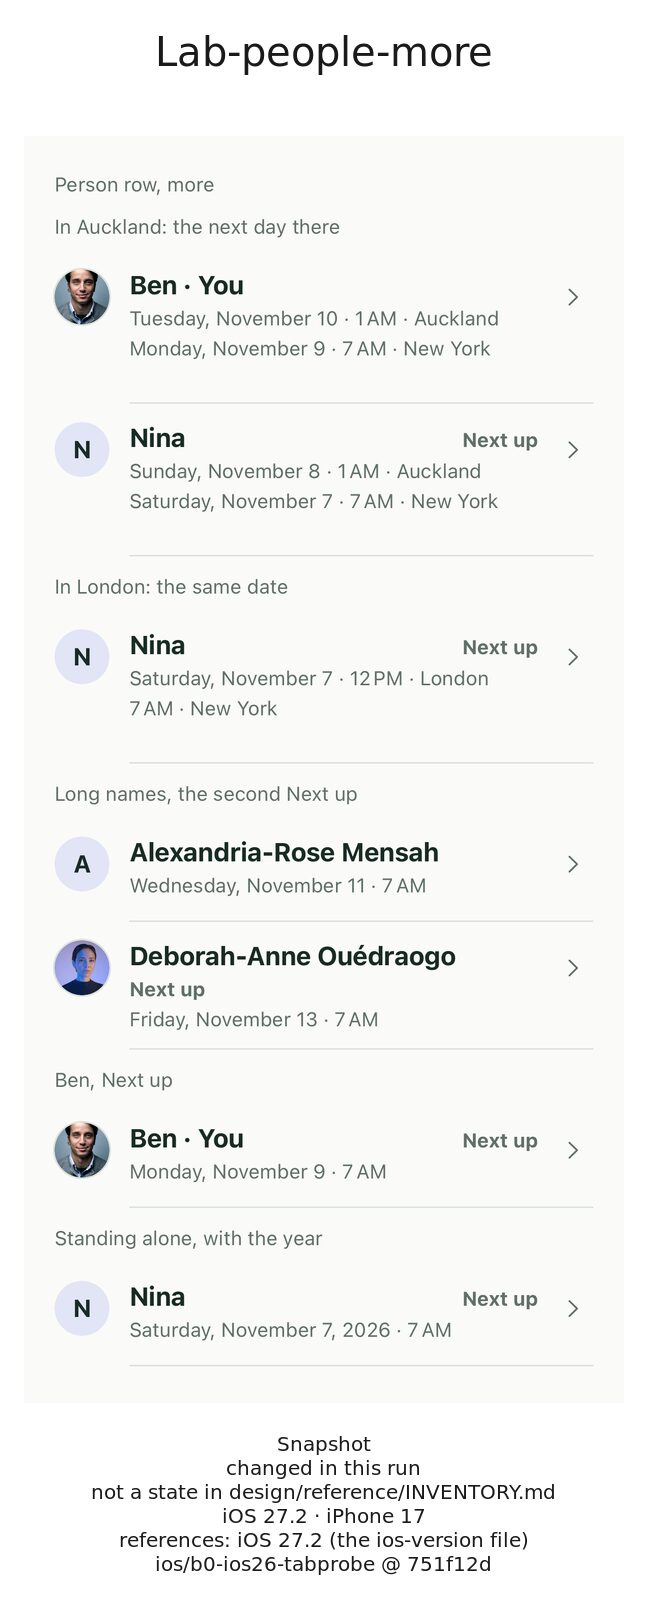 Lab-people-more
Person row, more
In Auckland: the next day there
Ben · You
Tuesday, November 10 · 1 AM · Auckland
Monday, November 9 · 7 AM · New York
N
Nina
Next up
Sunday, November 8 · 1 AM · Auckland
Saturday, November 7 · 7 AM · New York
In London: the same date
N
Nina
Next up
Saturday, November 7 · 12 PM · London
7 AM · New York
Long names, the second Next up
A
Alexandria-Rose Mensah
Wednesday, November 11 · 7 AM
Deborah-Anne Ouédraogo
Next up
Friday, November 13 · 7 AM
Ben, Next up
Ben · You
Next up
Monday, November 9 · 7 AM
Standing alone, with the year
N
Nina
Next up
Saturday, November 7, 2026 · 7 AM
Snapshot
changed in this run
not a state in design/reference/INVENTORY.md
iOS 27.2 · iPhone 17
references: iOS 27.2 (the ios-version file)
ios/b0-ios26-tabprobe @ 751f12d